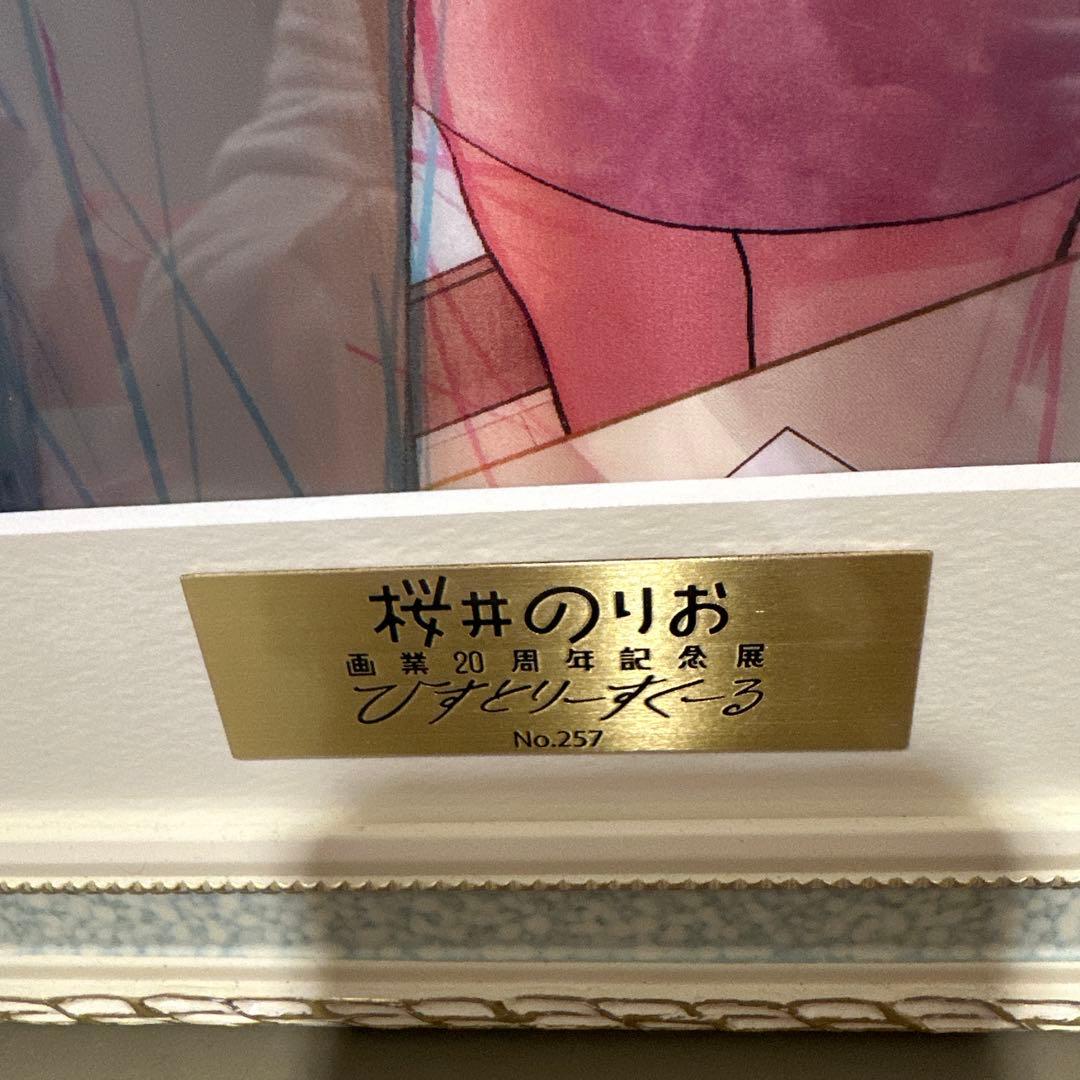 桜井のりお
画業20周年記念展
ひすとりーすくーる
No.257